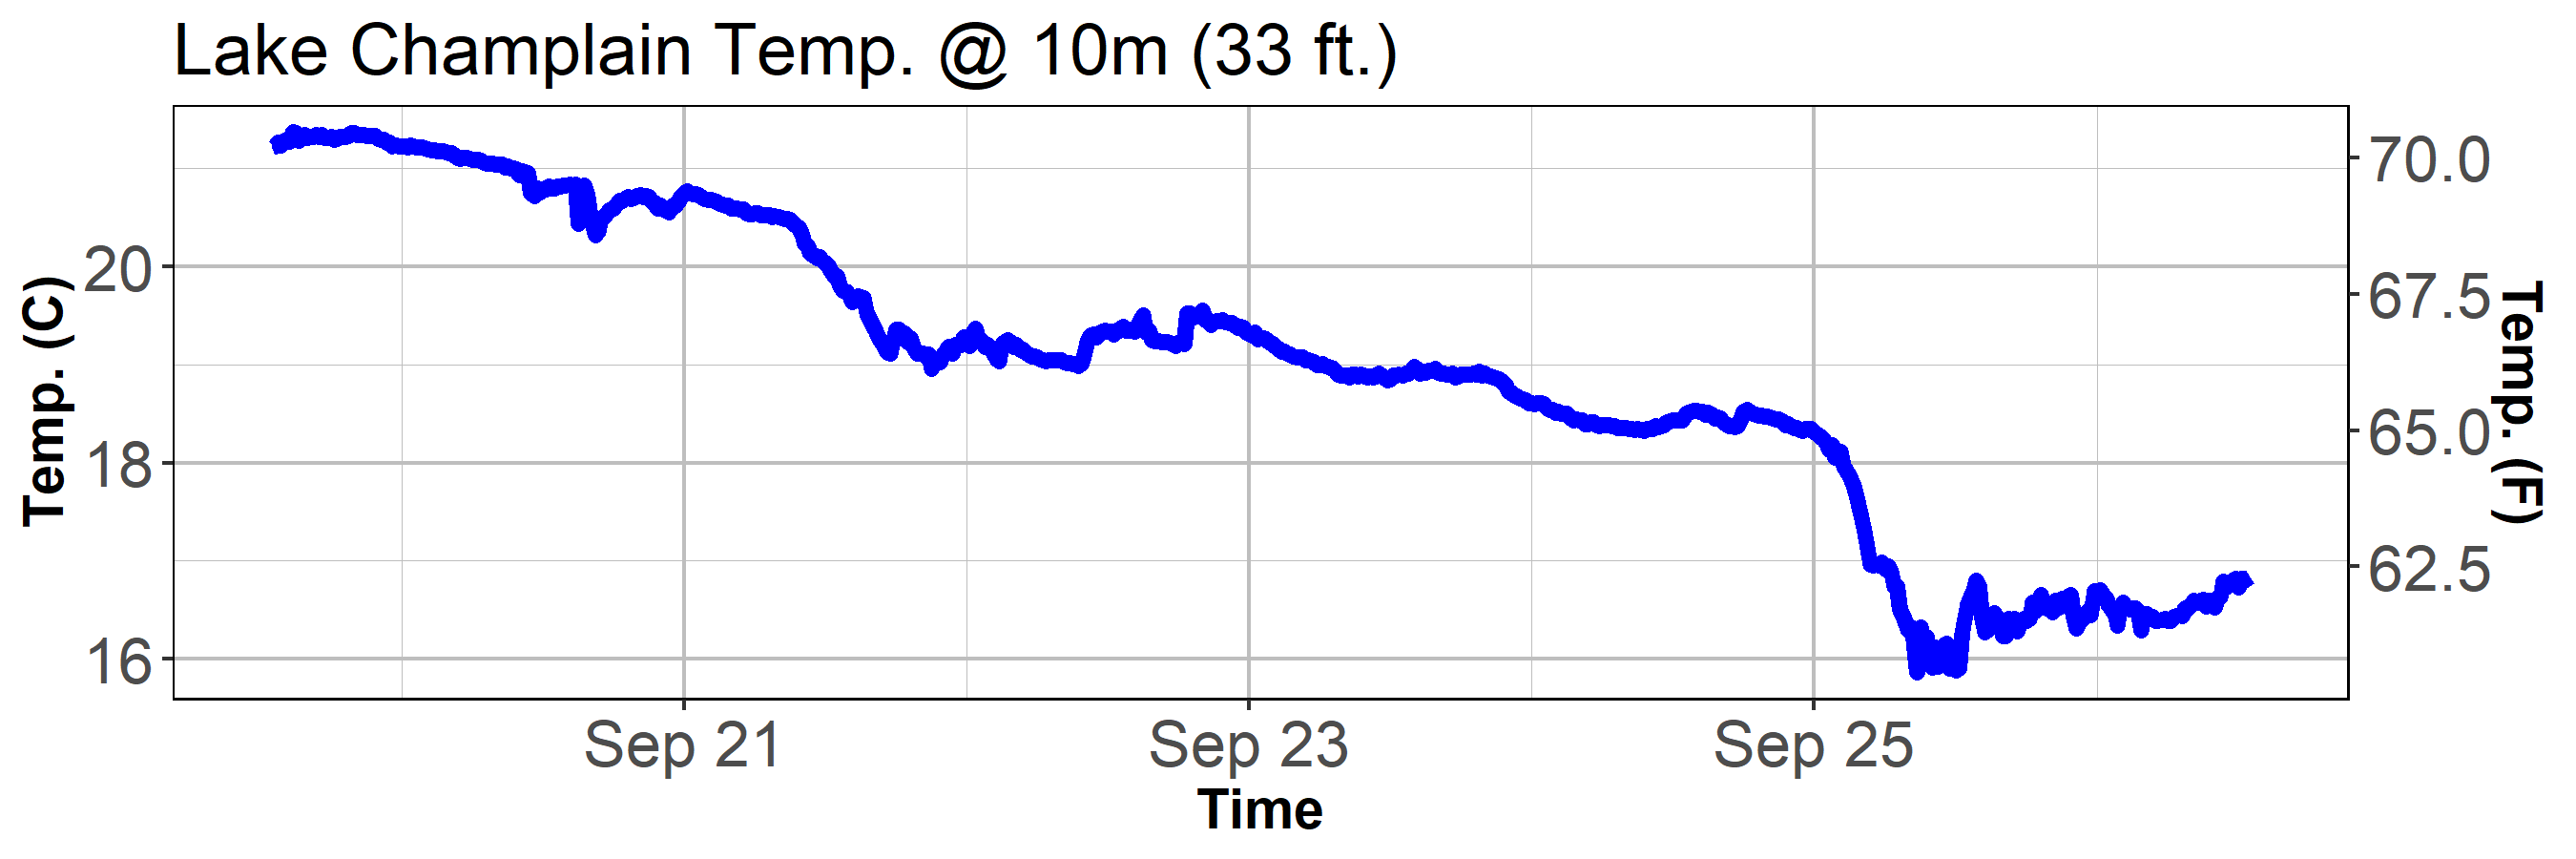 Lake Champlain Temp. @ 10m (33 ft.)
Temp. (C)
20
18
16
70.0
67.5
65.0
62.5
Temp. (F)
Sep 21
Sep 23
Sep 25
Time